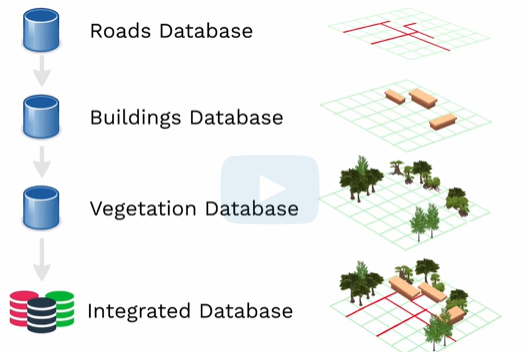 Roads Database
Buildings Database
Vegetation Database
Integrated Database